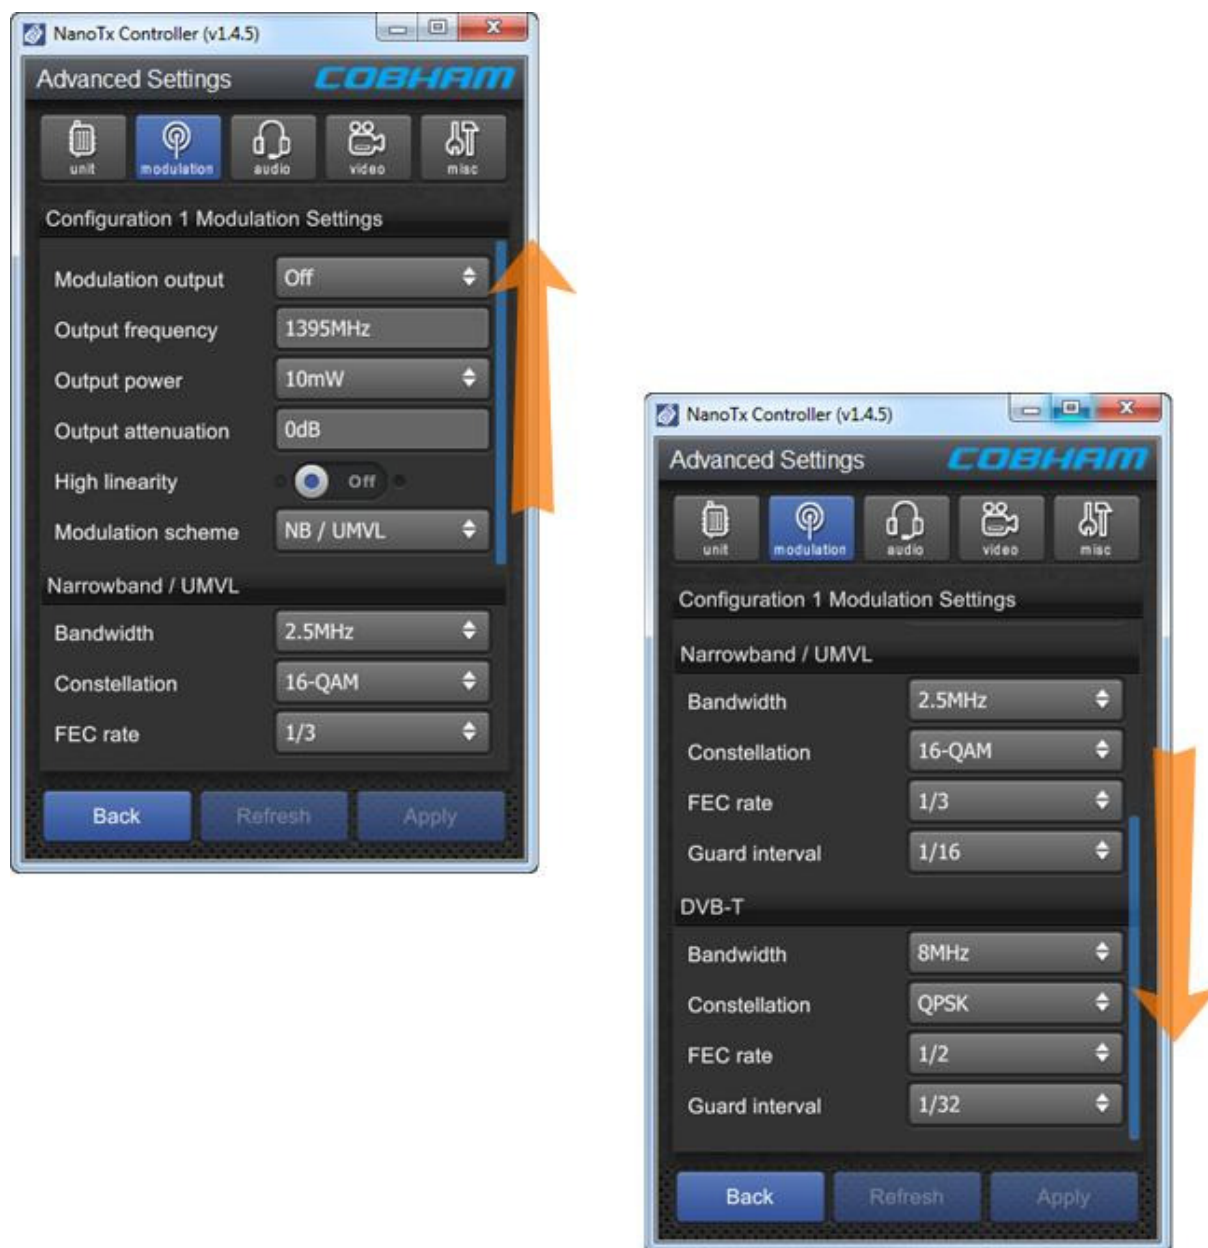 NanoTx Controller (v1.4.5)
Advanced Settings COBHAM
unit modulation audio video misc
Configuration 1 Modulation Settings
Modulation output Off
Output frequency 1395MHz
Output power 10mW
Output attenuation 0dB
High linearity Off
Modulation scheme NB / UMVL
Narrowband / UMVL
Bandwidth 2.5MHz
Constellation 16-QAM
FEC rate 1/3
Back Refresh Apply
NanoTx Controller (v1.4.5)
Advanced Settings COBHAM
unit modulation audio video misc
Configuration 1 Modulation Settings
Narrowband / UMVL
Bandwidth 2.5MHz
Constellation 16-QAM
FEC rate 1/3
Guard interval 1/16
DVB-T
Bandwidth 8MHz
Constellation QPSK
FEC rate 1/2
Guard interval 1/32
Back Refresh Apply